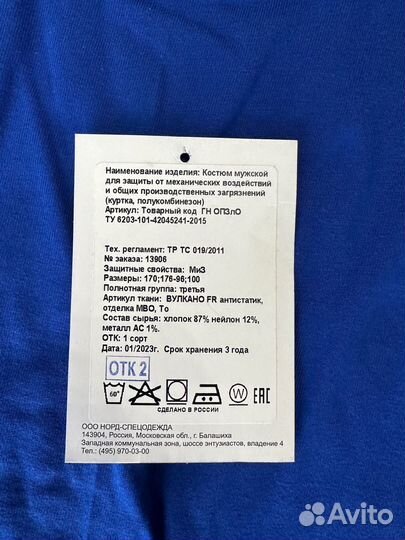 Наименование изделия: Костюм мужской
для защиты от механических воздействий
и общих производственных загрязнений
(куртка, полукомбинезон)
Артикул: Товарный код ГН ОПЗлО
ТУ 6203-101-42045241-2015
Тех. регламент: ТР ТС 019/2011
№ заказа: 13906
Защитные свойства: МиЗ
Размеры: 170;176-96;100
Полнотная группа: третья
Артикул ткани: ВУЛКАНО FR антистатик,
отделка МВО, То
Состав сырья: хлопок 87% нейлон 12%,
металл АС 1%.
ОТК: 1 сорт
Дата: 01/2023г. Срок хранения 3 года
ОТК 2
60° W ЕАС
СДЕЛАНО В РОССИИ
ООО НОРД-СПЕЦОДЕЖДА
143904, Россия, Московская обл., г. Балашиха
Западная коммунальная зона, шоссе энтузиастов, владение 4
Тел.: (495) 970-03-00
Avito